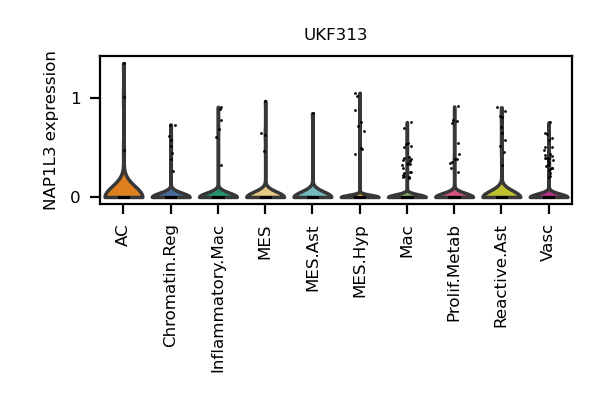 UKF313
NAP1L3 expression
1
0
AC
Chromatin.Reg
Inflammatory.Mac
MES
MES.Ast
MES.Hyp
Mac
Prolif.Metab
Reactive.Ast
Vasc